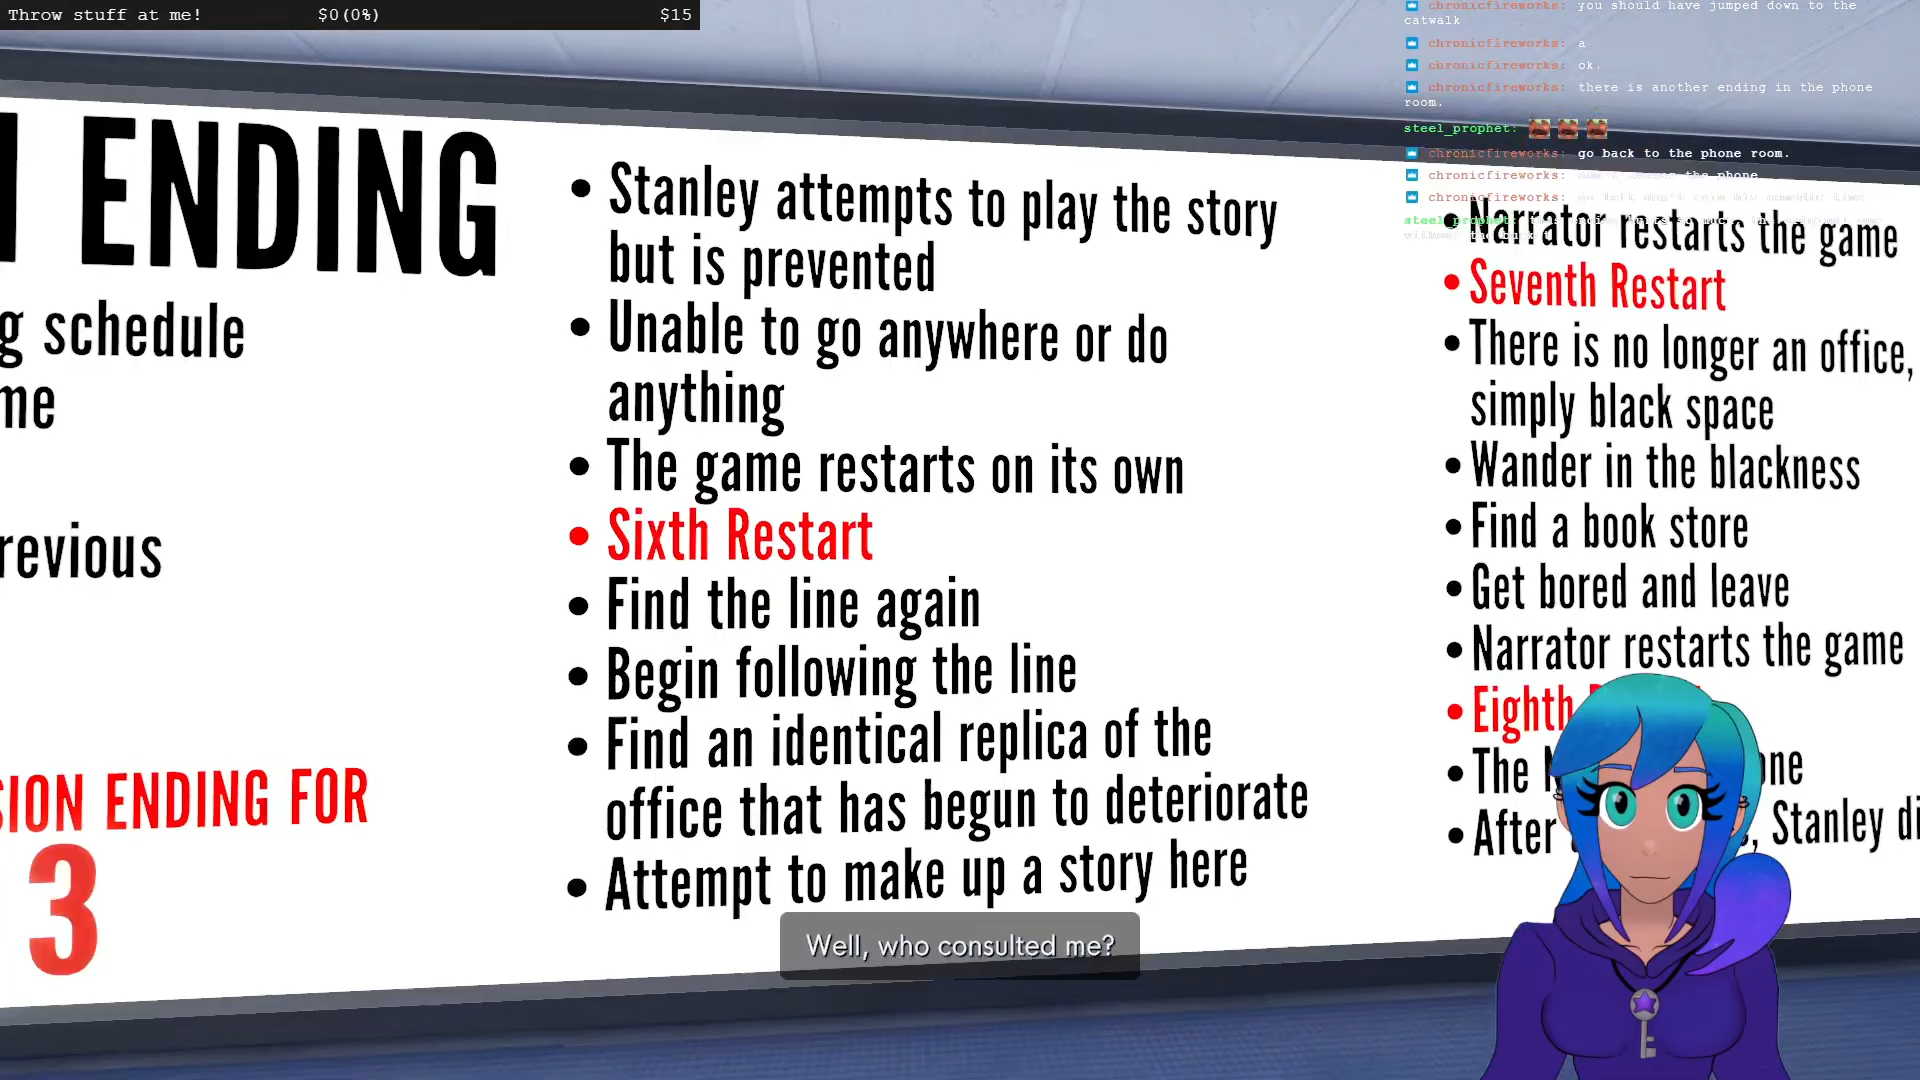 Throw stuff at me! $0(0%) $15
chronicfireworks: you should have jumped down to the
catwalk
chronicfireworks: a
chronicfireworks: ok.
chronicfireworks: there is another ending in the phone
room.
steel_prophet:
chronicfireworks: go back to the phone room.
chronicfireworks: the phone
chronicfireworks:
steel_prophet:
ENDING
g schedule
me
revious
SION ENDING FOR
3
• Stanley attempts to play the story
but is prevented
• Unable to go anywhere or do
anything
• The game restarts on its own
• Sixth Restart
• Find the line again
• Begin following the line
• Find an identical replica of the
office that has begun to deteriorate
• Attempt to make up a story here
• Narrator restarts the game
• Seventh Restart
• There is no longer an office,
simply black space
• Wander in the blackness
• Find a book store
• Get bored and leave
• Narrator restarts the game
• Eighth
• The
• After , Stanley di
Well, who consulted me?